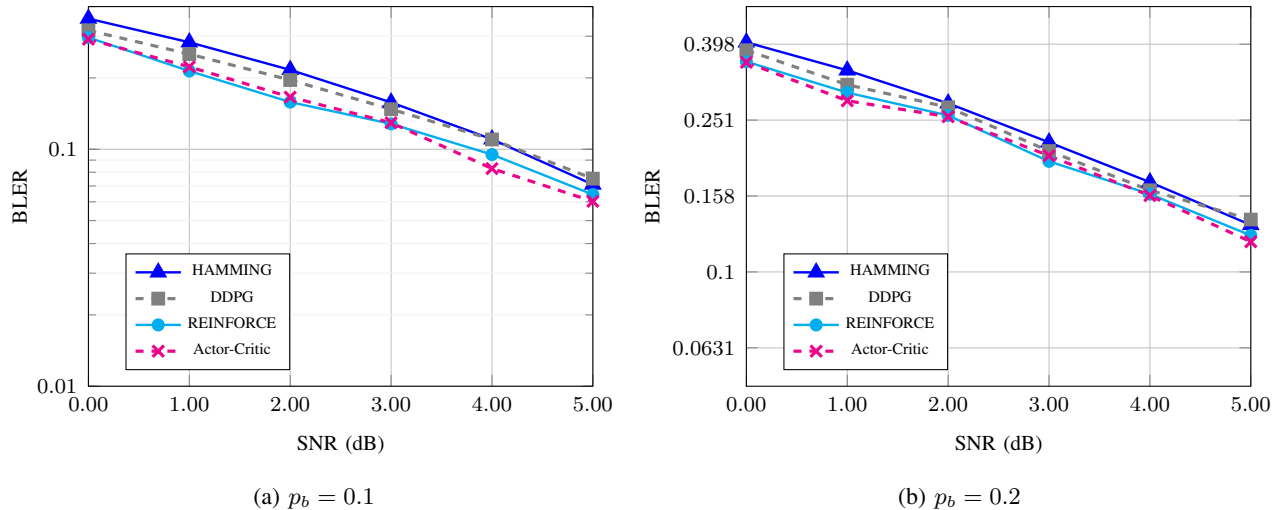 BLER
0.1
0.01
HAMMING
DDPG
REINFORCE
Actor-Critic
0.00 1.00 2.00 3.00 4.00 5.00
SNR (dB)
(a) p_b = 0.1
BLER
0.398
0.251
0.158
0.1
0.0631
HAMMING
DDPG
REINFORCE
Actor-Critic
0.00 1.00 2.00 3.00 4.00 5.00
SNR (dB)
(b) p_b = 0.2